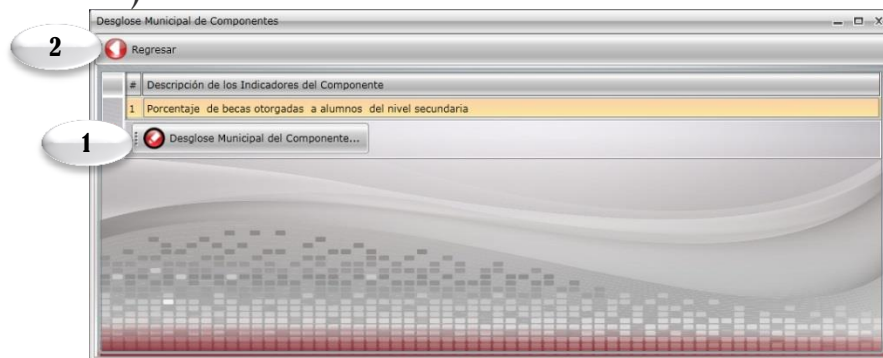 Desglose Municipal de Componentes
2 Regresar
# Descripción de los Indicadores del Componente
1 Porcentaje de becas otorgadas a alumnos del nivel secundaria
1 Desglose Municipal del Componente...